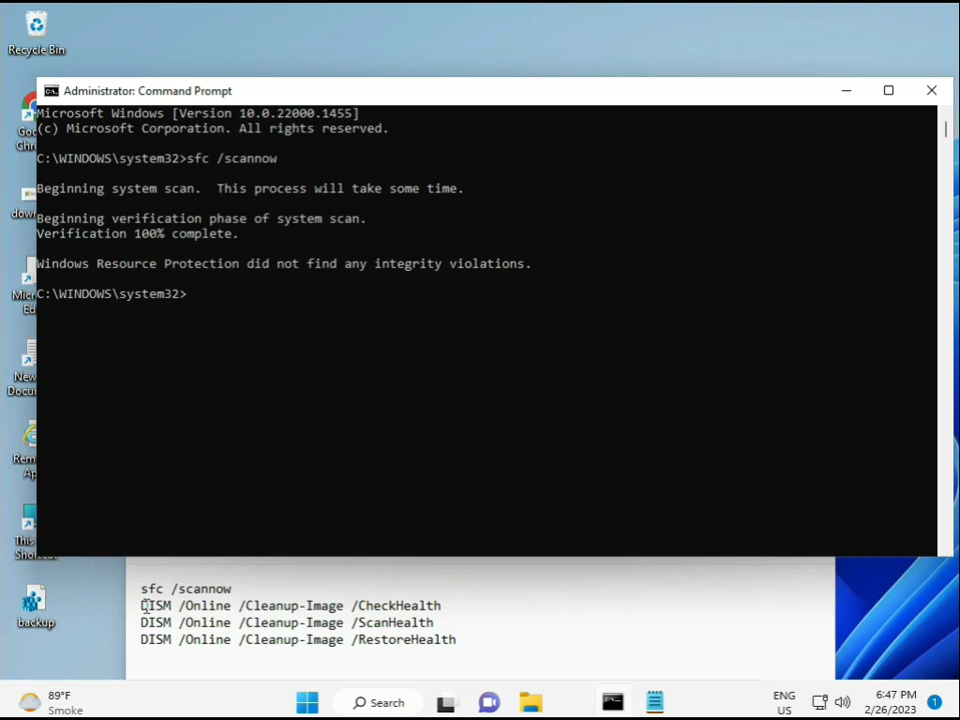 Recycle Bin
Administrator: Command Prompt
Microsoft Windows [Version 10.0.22000.1455]
(c) Microsoft Corporation. All rights reserved.
C:\WINDOWS\system32>sfc /scannow
Beginning system scan.  This process will take some time.
Beginning verification phase of system scan.
Verification 100% complete.
Windows Resource Protection did not find any integrity violations.
C:\WINDOWS\system32>
backup
sfc /scannow
DISM /Online /Cleanup-Image /CheckHealth
DISM /Online /Cleanup-Image /ScanHealth
DISM /Online /Cleanup-Image /RestoreHealth
89°F
Smoke
Search
ENG
US
6:47 PM
2/26/2023
1